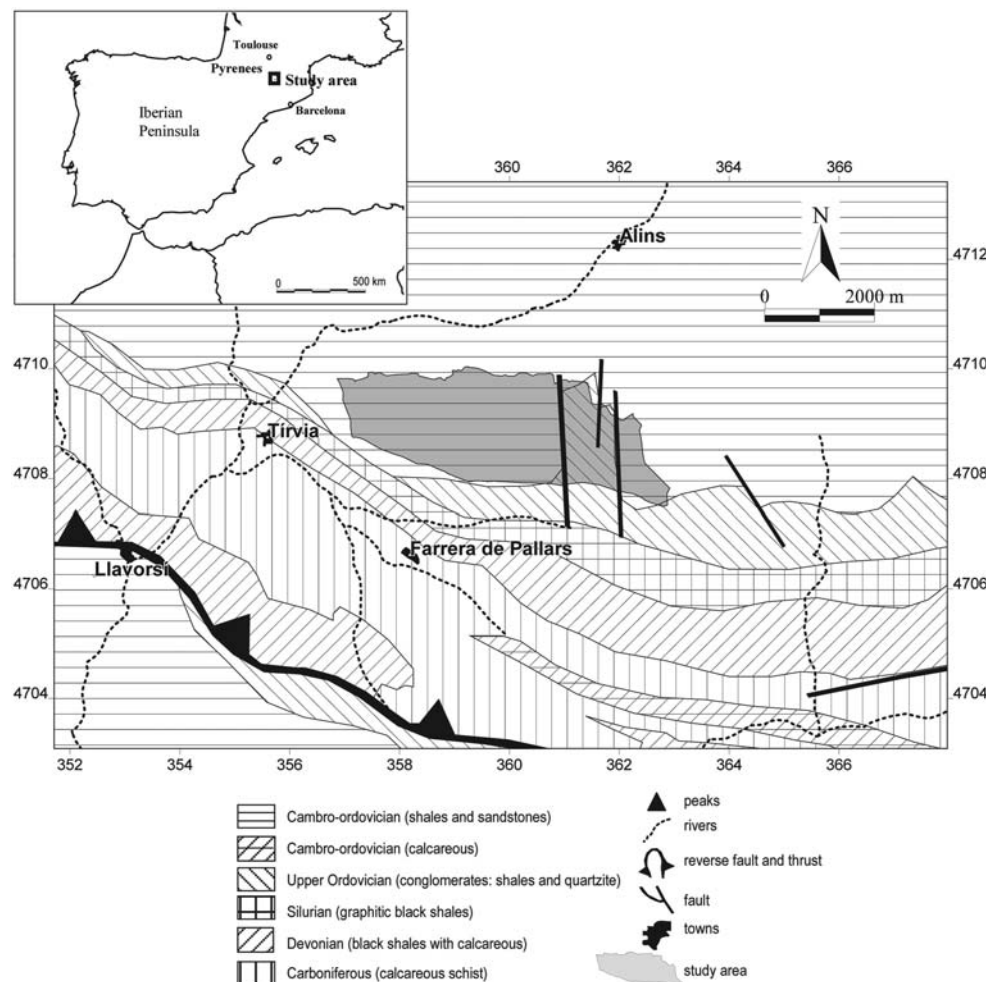 Toulouse
Pyrenees
Study area
Barcelona
Iberian
Peninsula
0 500 km
360 362 364 366
N
Alins
4712 
0 2000 m
4710 4710
Tírvia
4708 4708
Farrera de Pallars
Llavorsí
4706 4706
4704 4704
352 354 356 358 360 362 364 366
Cambro-ordovician (shales and sandstones)
Cambro-ordovician (calcareous)
Upper Ordovician (conglomerates: shales and quartzite)
Silurian (graphitic black shales)
Devonian (black shales with calcareous)
Carboniferous (calcareous schist)
peaks
rivers
reverse fault and thrust
fault
towns
study area